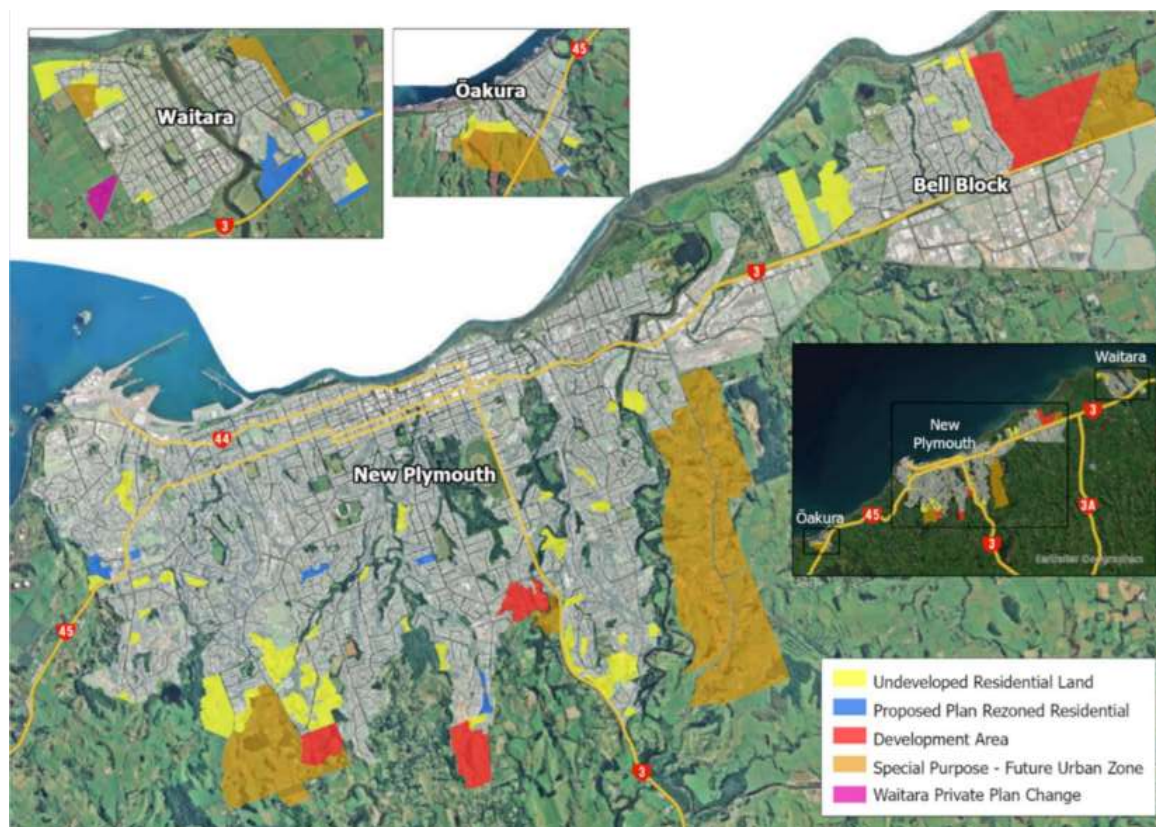 Waitara
3
45
Ōakura
Bell Block
3
44
New Plymouth
45
3
Waitara
3
New
Plymouth
3A
Ōakura
45
3
Earthstar Geographics
Undeveloped Residential Land
Proposed Plan Rezoned Residential
Development Area
Special Purpose - Future Urban Zone
Waitara Private Plan Change